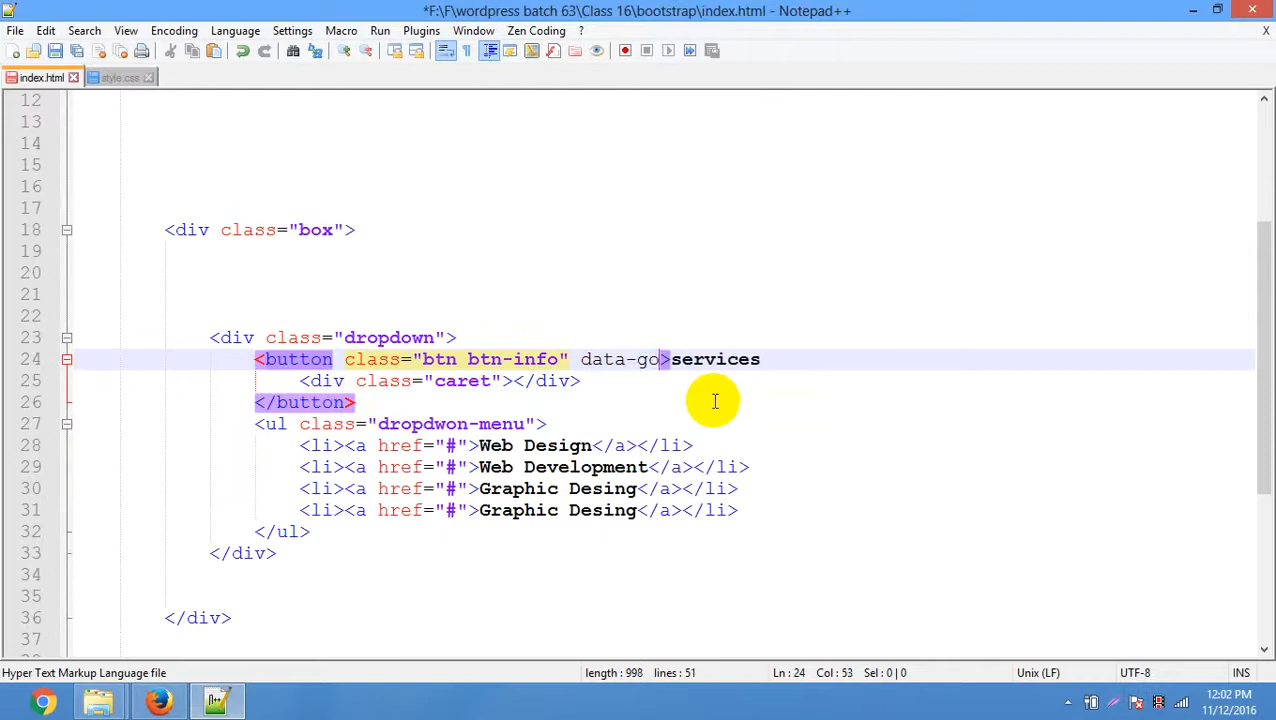 *F:\F\wordpress batch 63\Class 16\bootstrap\index.html - Notepad++
File Edit Search View Encoding Language Settings Macro Run Plugins Window Zen Coding ? X
index.html style.css
12
13
14
15
16
17
18 <div class="box">
19
20
21
22
23 <div class="dropdown">
24 <button class="btn btn-info" data-go>services
25 <div class="caret"></div>
26 </button>
27 <ul class="dropdwon-menu">
28 <li><a href="#">Web Design</a></li>
29 <li><a href="#">Web Development</a></li>
30 <li><a href="#">Graphic Desing</a></li>
31 <li><a href="#">Graphic Desing</a></li>
32 </ul>
33 </div>
34
35
36 </div>
37
Hyper Text Markup Language file length : 998 lines : 51 Ln : 24 Col : 53 Sel : 0 | 0 Unix (LF) UTF-8 INS
12:02 PM
11/12/2016